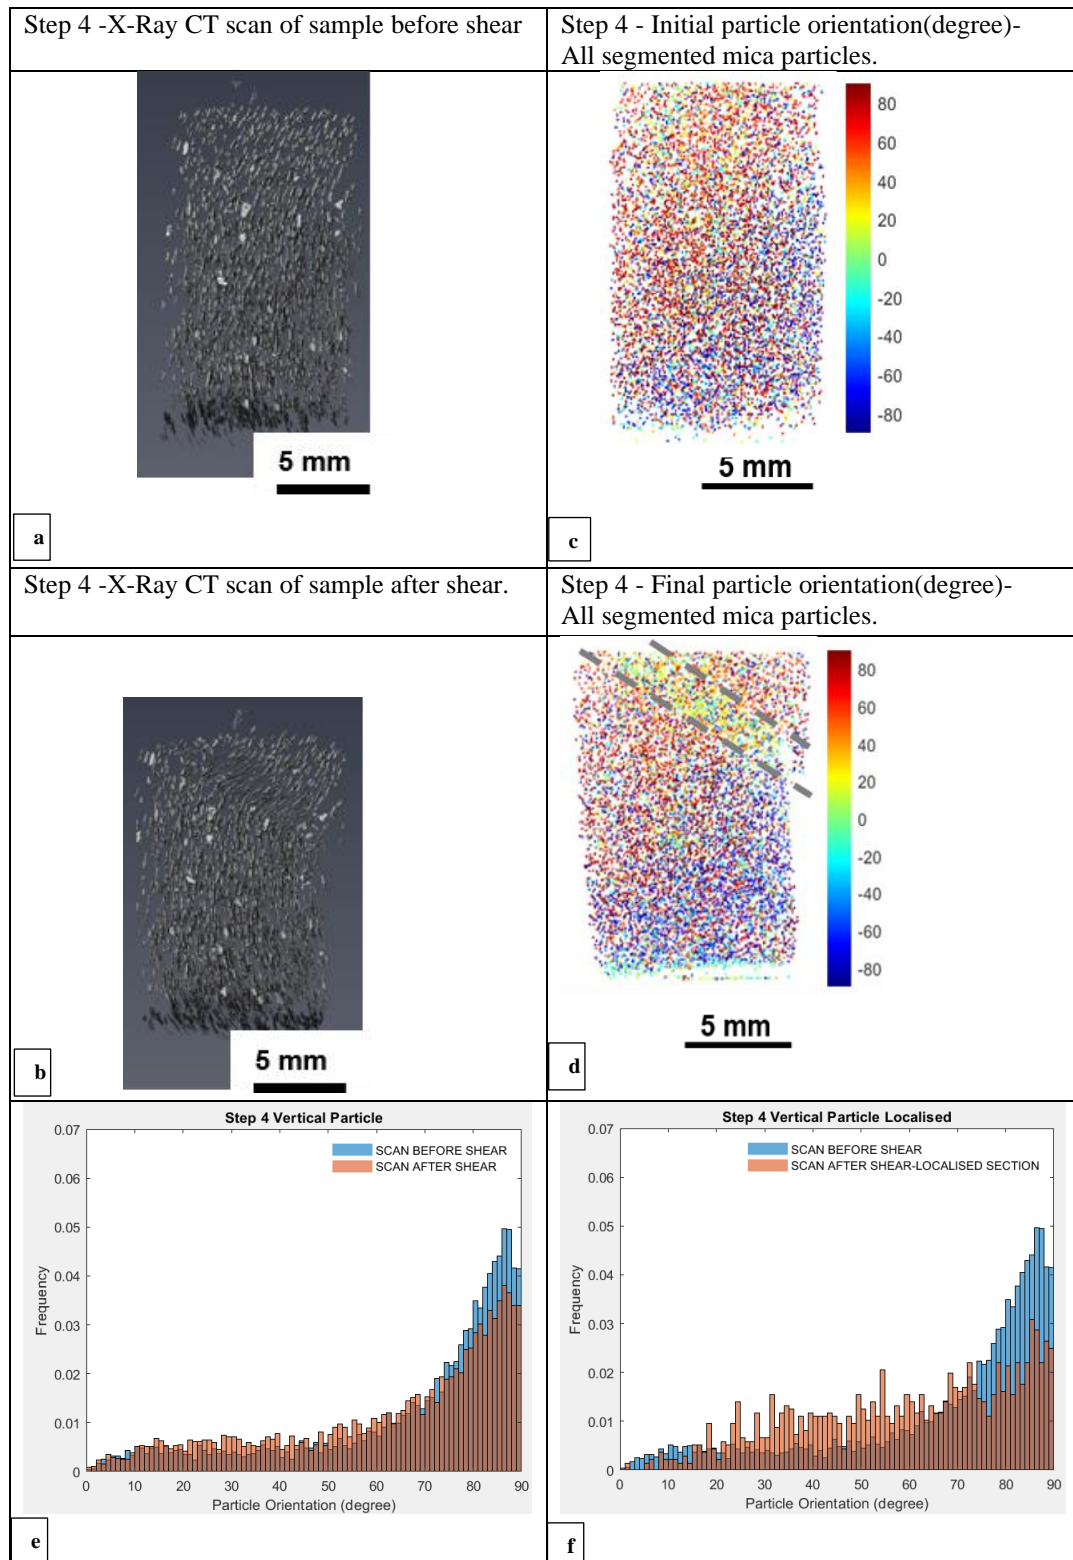 Step 4 -X-Ray CT scan of sample before shear
Step 4 - Initial particle orientation(degree)-
All segmented mica particles.
5 mm
a
80
60
40
20
0
-20
-40
-60
-80
5 mm
c
Step 4 -X-Ray CT scan of sample after shear.
Step 4 - Final particle orientation(degree)-
All segmented mica particles.
5 mm
b
80
60
40
20
0
-20
-40
-60
-80
5 mm
d
Step 4 Vertical Particle
SCAN BEFORE SHEAR
SCAN AFTER SHEAR
0.07
0.06
0.05
0.04
0.03
0.02
0.01
0
Frequency
0 10 20 30 40 50 60 70 80 90
Particle Orientation (degree)
e
Step 4 Vertical Particle Localised
SCAN BEFORE SHEAR
SCAN AFTER SHEAR-LOCALISED SECTION
0.07
0.06
0.05
0.04
0.03
0.02
0.01
0
Frequency
0 10 20 30 40 50 60 70 80 90
Particle Orientation (degree)
f